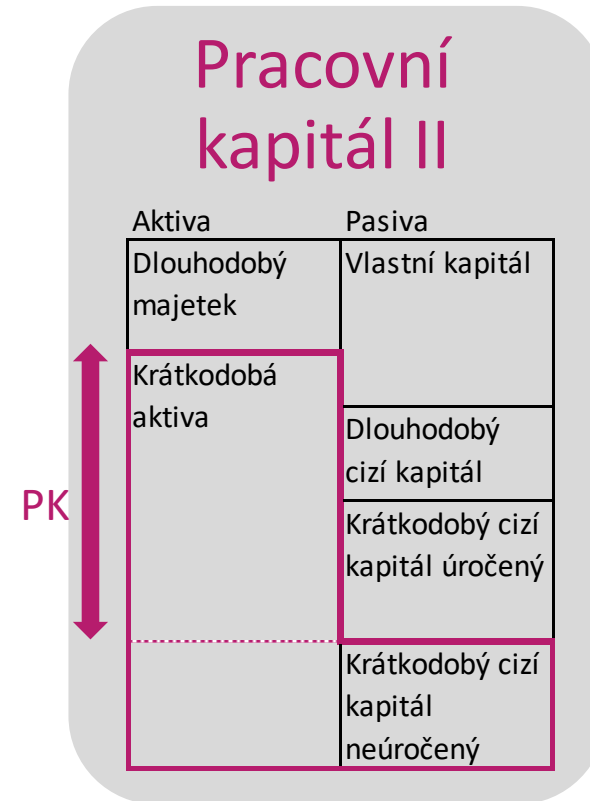 Pracovní
kapitál II
Aktiva
Pasiva
Dlouhodobý
majetek
Vlastní kapitál
Krátkodobá
aktiva
Dlouhodobý
cizí kapitál
PK
Krátkodobý cizí
kapitál úročený
Krátkodobý cizí
kapitál
neúročený